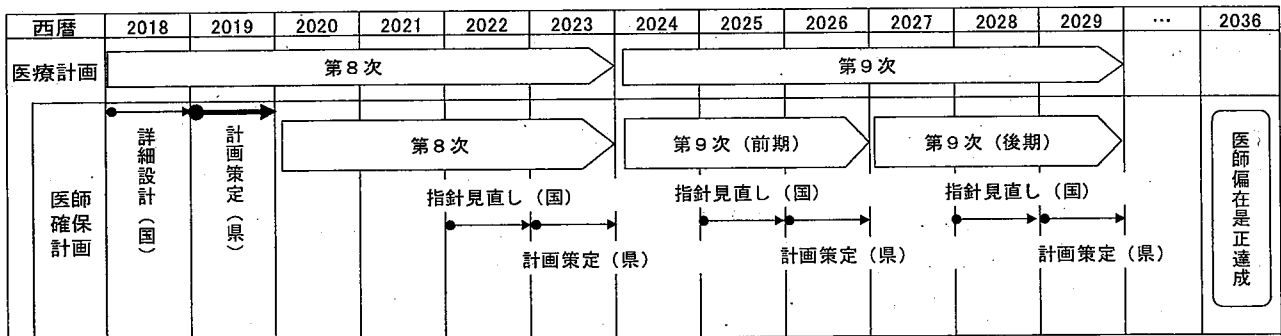 西暦 2018 2019 2020 2021 2022 2023 2024 2025 2026 2027 2028 2029 … 2036
医療計画 第8次 第9次
医師確保計画
詳細設計（国）
計画策定（県）
第8次 第9次（前期） 第9次（後期）
指針見直し（国） 指針見直し（国） 指針見直し（国）
計画策定（県） 計画策定（県） 計画策定（県）
医師偏在是正達成